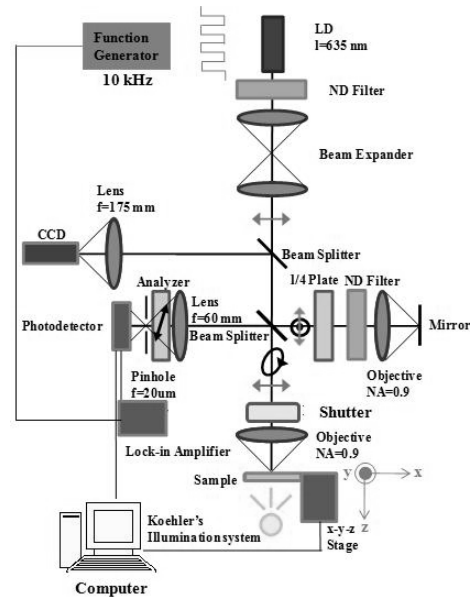 Function
Generator
10 kHz
LD
l=635 nm
ND Filter
Beam Expander
Lens
f=175 mm
CCD
Beam Splitter
1/4 Plate
ND Filter
Analyzer
Lens
f=60 mm
Beam Splitter
Photodetector
Mirror
Pinhole
f=20um
Objective
NA=0.9
Shutter
Lock-in Amplifier
Objective
NA=0.9
Sample
y
x
z
Koehler's
Illumination system
x-y-z
Stage
Computer